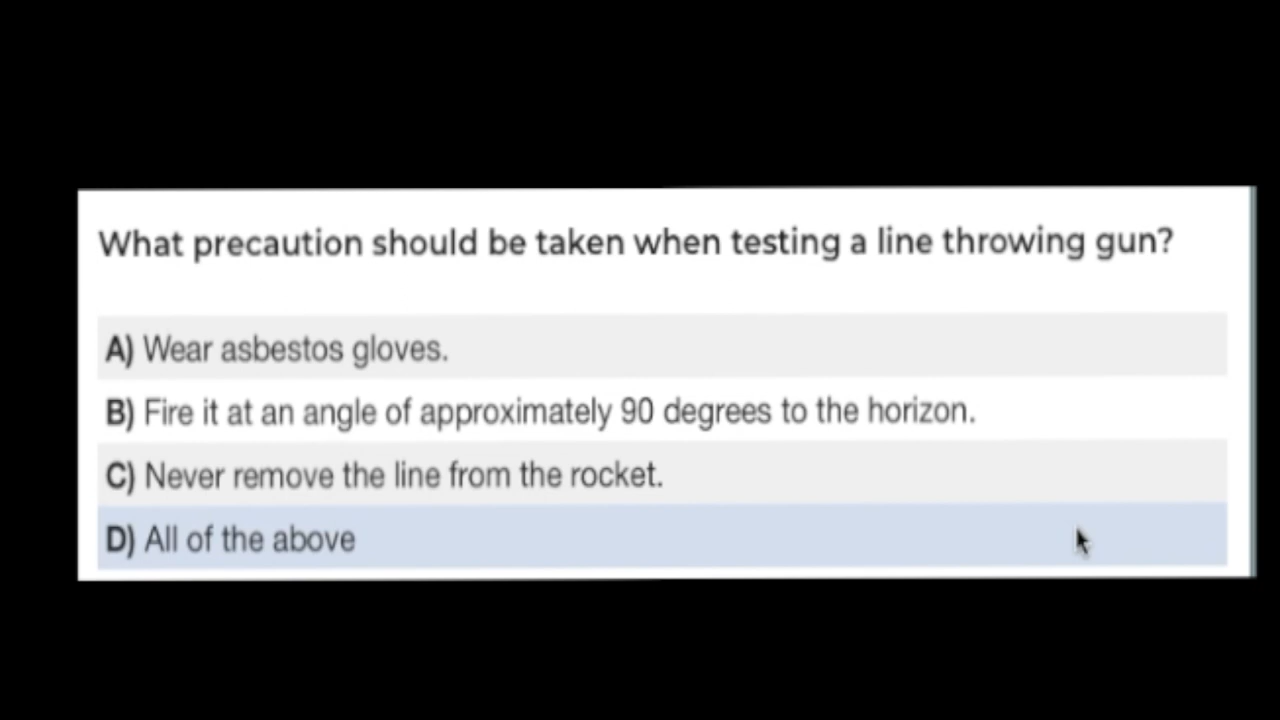 What precaution should be taken when testing a line throwing gun?
A) Wear asbestos gloves.
B) Fire it at an angle of approximately 90 degrees to the horizon.
C) Never remove the line from the rocket.
D) All of the above